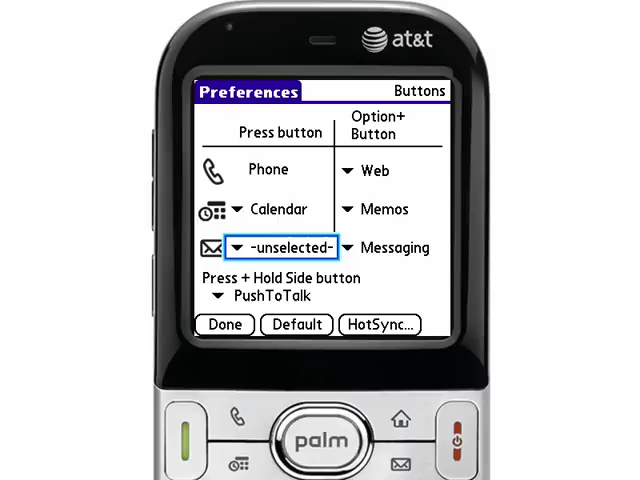 at&t
Preferences Buttons
Press button Option+ Button
Phone Web
Calendar Memos
-unselected- Messaging
Press + Hold Side button
PushToTalk
Done Default HotSync...
palm